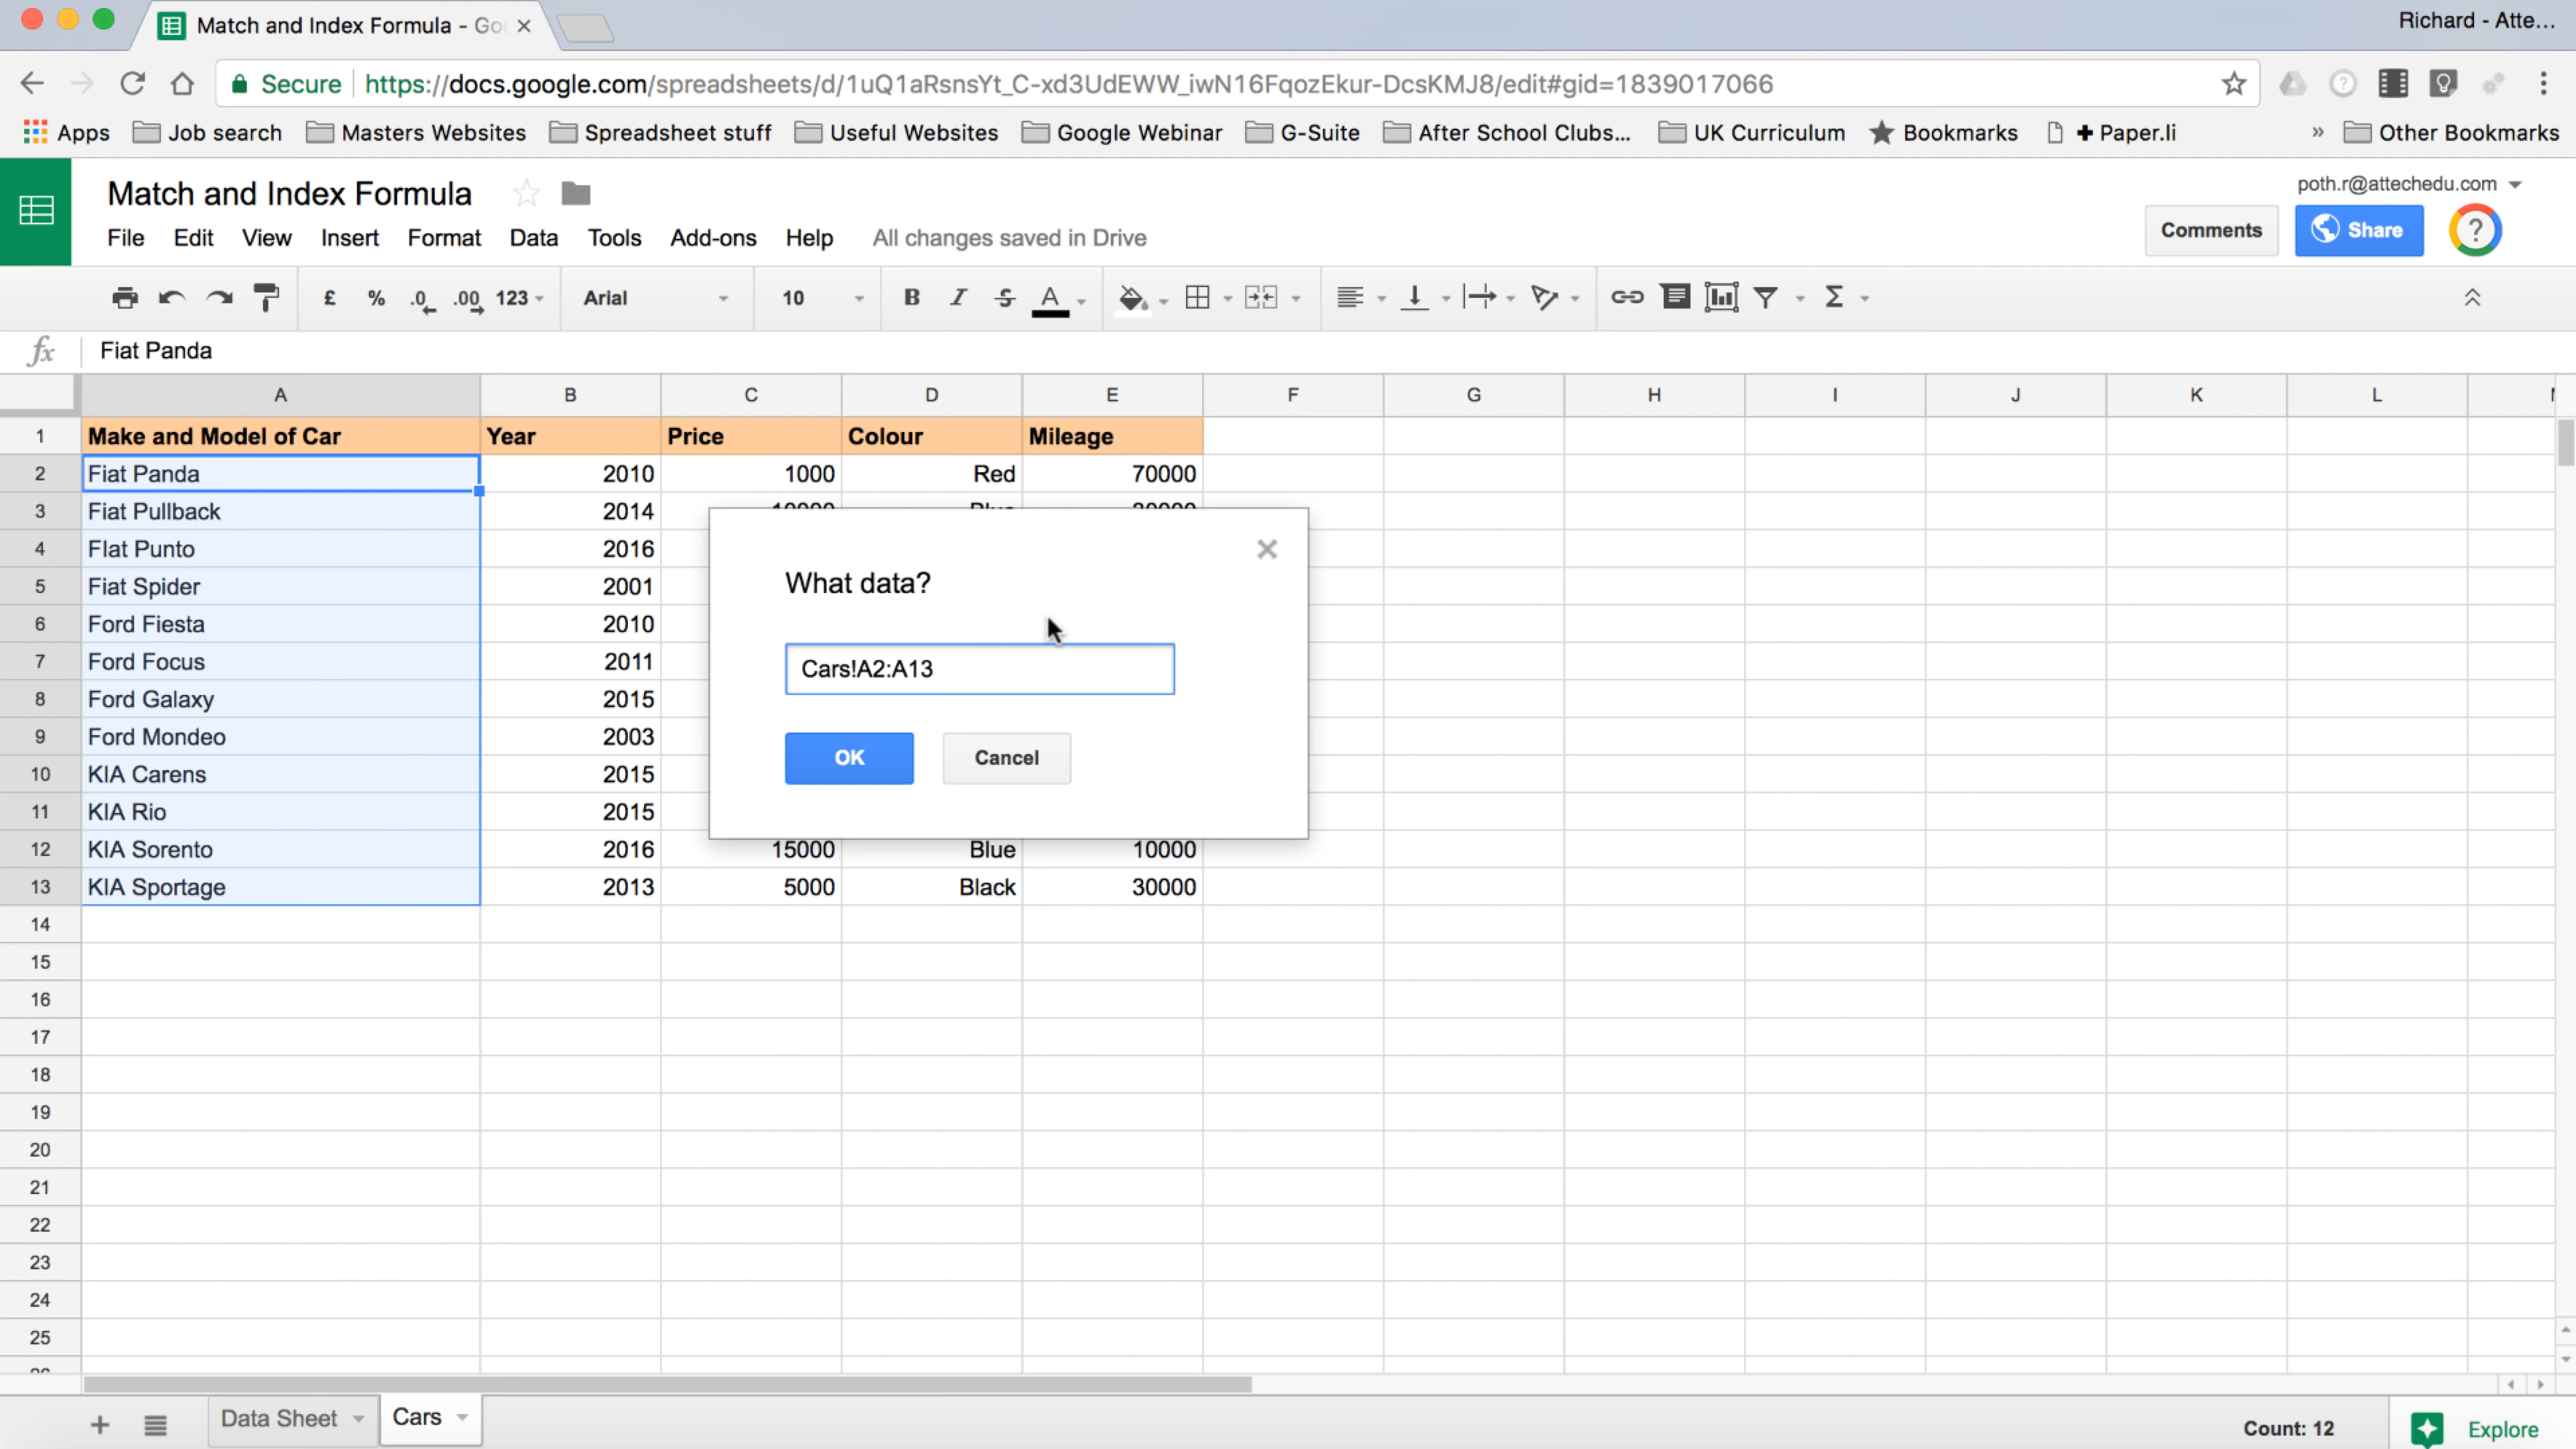 Match and Index Formula - Goo
Richard - Atte...
Secure https://docs.google.com/spreadsheets/d/1uQ1aRsnsYt_C-xd3UdEWW_iwN16FqozEkur-DcsKMJ8/edit#gid=1839017066
Apps Job search Masters Websites Spreadsheet stuff Useful Websites Google Webinar G-Suite After School Clubs... UK Curriculum Bookmarks + Paper.li » Other Bookmarks
Match and Index Formula
poth.r@attechedu.com
File Edit View Insert Format Data Tools Add-ons Help All changes saved in Drive
Comments Share ?
£ % .0 .00 123 Arial 10 B I S A Σ
fx Fiat Panda
A B C D E F G H I J K L
1 Make and Model of Car Year Price Colour Mileage
2 Fiat Panda 2010 1000 Red 70000
3 Fiat Pullback 2014
4 FIat Punto 2016
5 Fiat Spider 2001
6 Ford Fiesta 2010
7 Ford Focus 2011
8 Ford Galaxy 2015
9 Ford Mondeo 2003
10 KIA Carens 2015
11 KIA Rio 2015
12 KIA Sorento 2016 15000 Blue 10000
13 KIA Sportage 2013 5000 Black 30000
What data?
Cars!A2:A13
OK Cancel
14
15
16
17
18
19
20
21
22
23
24
25
Data Sheet Cars
Count: 12
Explore